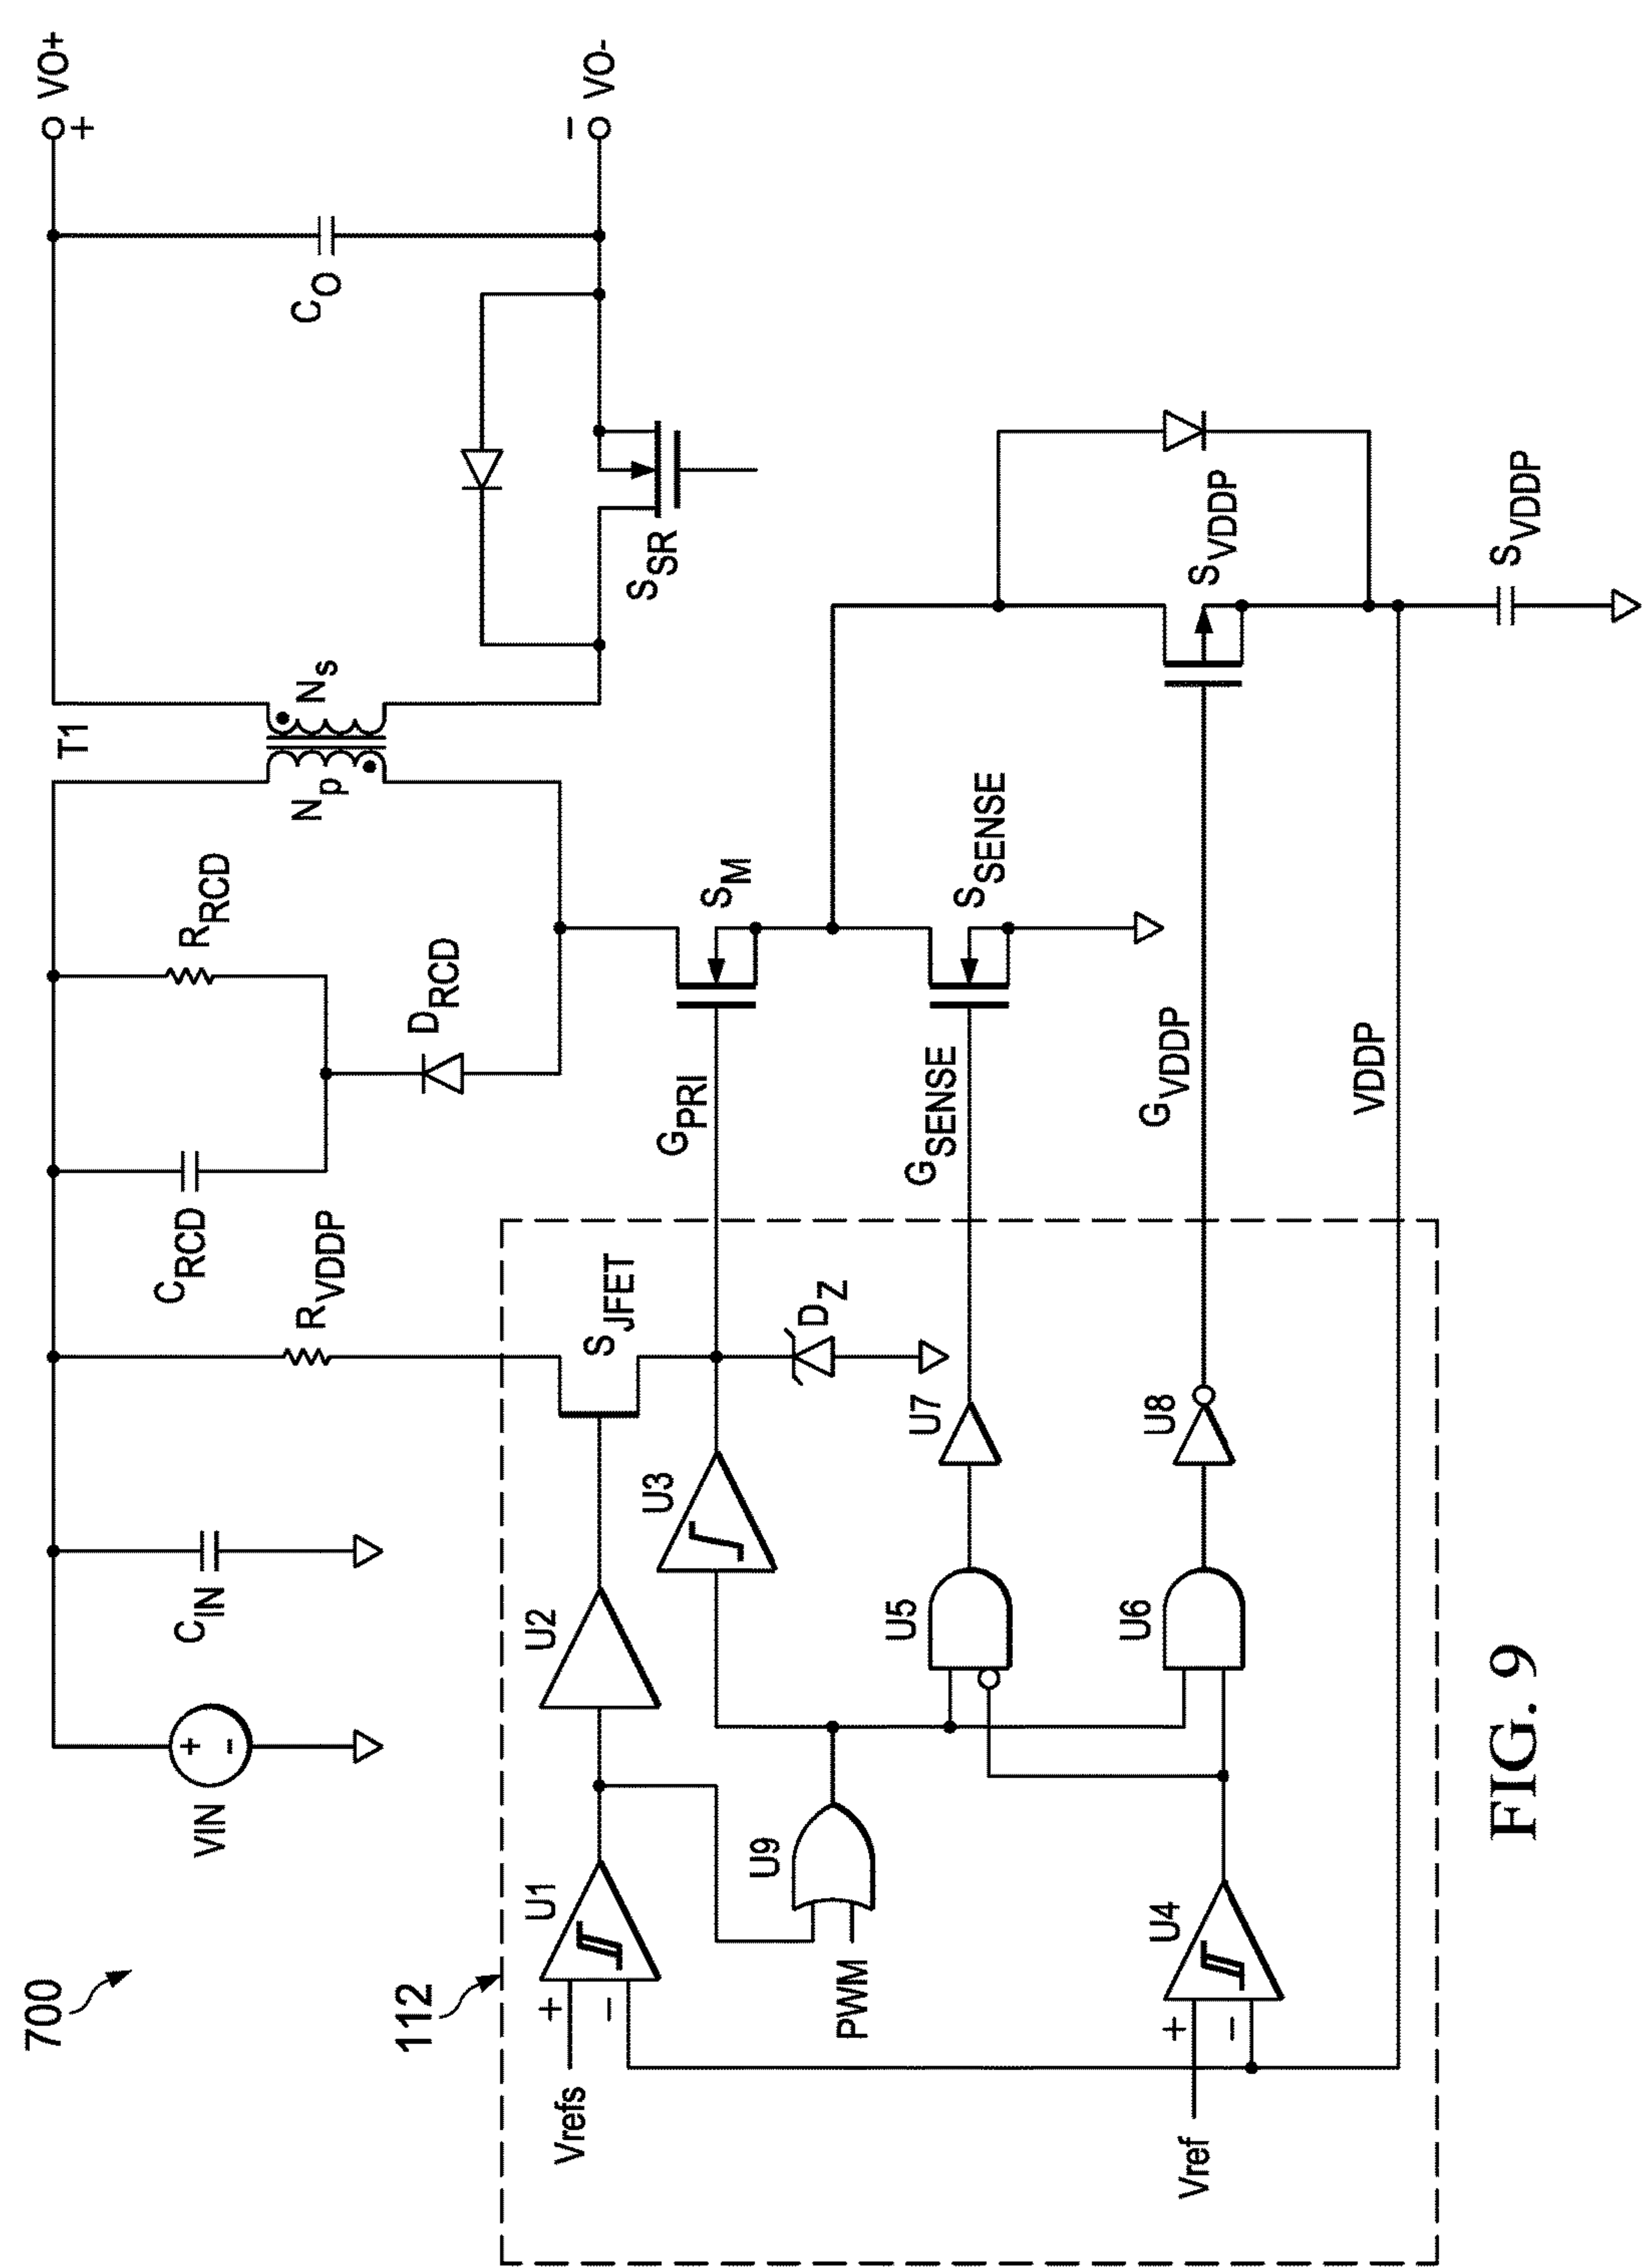 700
VIN
+
-
CIN
RVDDP
CRCD
RRCD
DRCD
T1
Np
Ns
CO
VO+
+
VO-
−
SSR
112
Vrefs
+
−
U1
U2
SJFET
U3
DZ
GPRI
SM
PWM
U9
U5
U7
GSENSE
SSENSE
Vref
+
−
U4
U6
U8
GVDDP
SVDDP
VDDP
SVDDP
FIG. 9